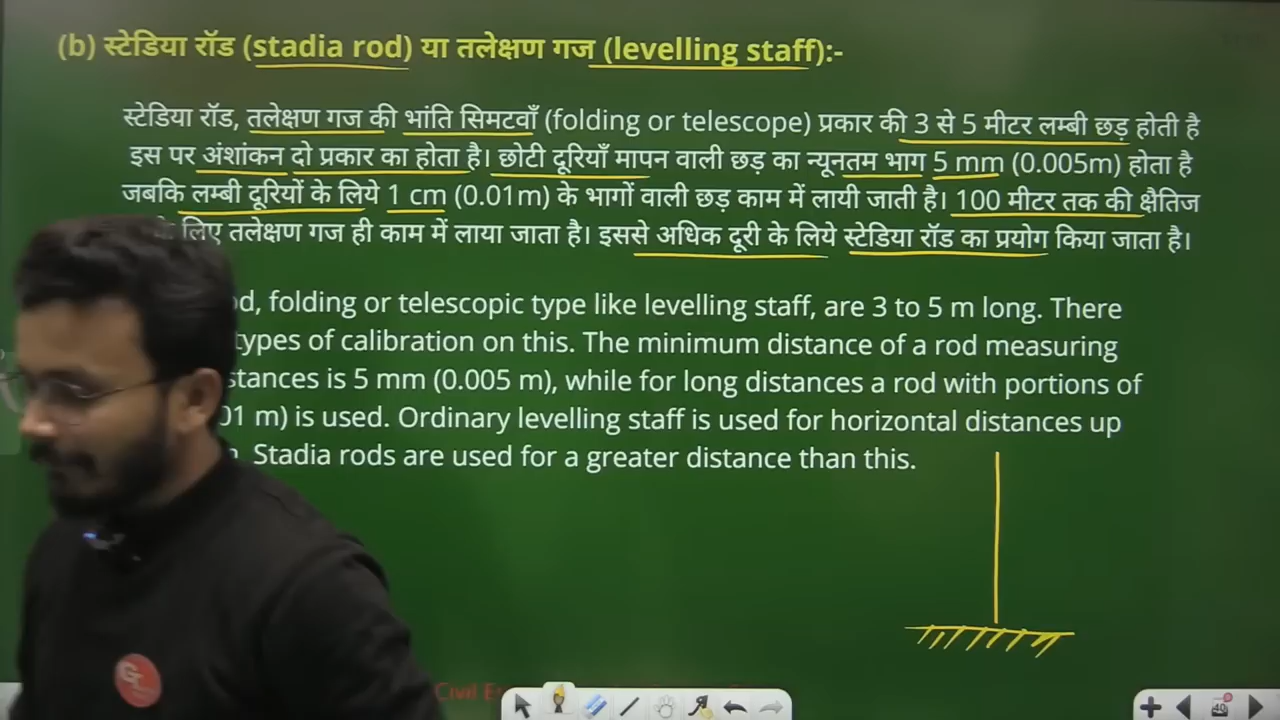 (b) स्टेडिया रॉड (stadia rod) या तलेक्षण गज (levelling staff):-
स्टेडिया रॉड, तलेक्षण गज की भांति सिमटवाँ (folding or telescope) प्रकार की 3 से 5 मीटर लम्बी छड़ होती है
इस पर अंशांकन दो प्रकार का होता है। छोटी दूरियाँ मापन वाली छड़ का न्यूनतम भाग 5 mm (0.005m) होता है
जबकि लम्बी दूरियों के लिये 1 cm (0.01m) के भागों वाली छड़ काम में लायी जाती है। 100 मीटर तक की क्षैतिज
के लिए तलेक्षण गज ही काम में लाया जाता है। इससे अधिक दूरी के लिये स्टेडिया रॉड का प्रयोग किया जाता है।
folding or telescopic type like levelling staff, are 3 to 5 m long. There
types of calibration on this. The minimum distance of a rod measuring
is 5 mm (0.005 m), while for long distances a rod with portions of
m) is used. Ordinary levelling staff is used for horizontal distances up
Stadia rods are used for a greater distance than this.
Civil
40